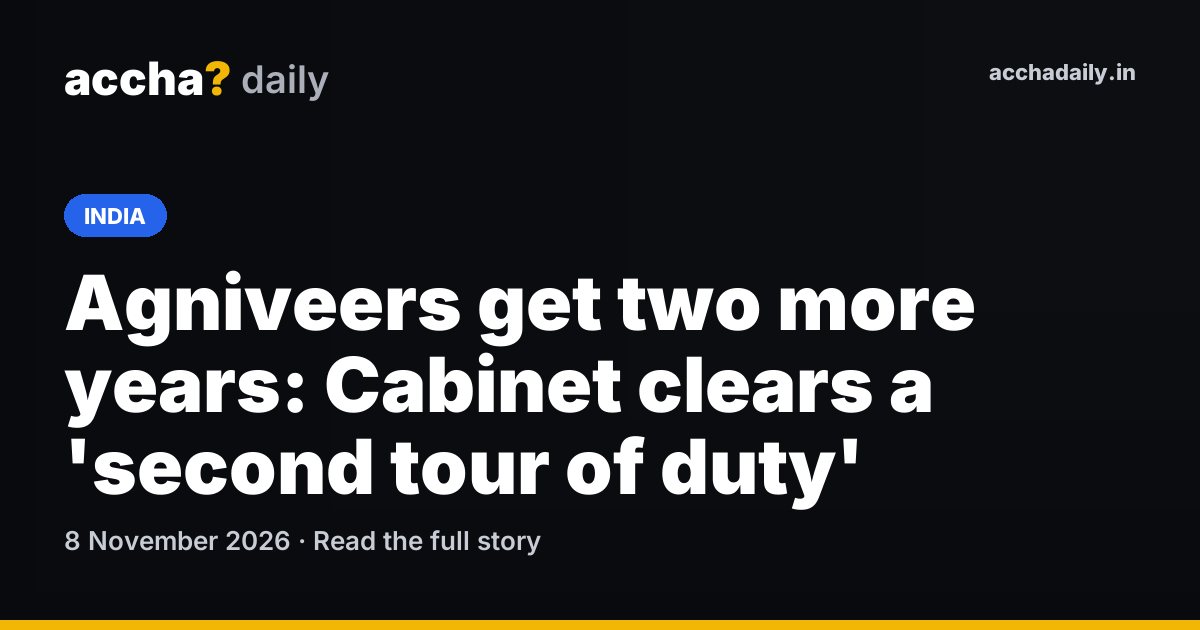 accha? daily
acchadaily.in
INDIA
Agniveers get two more
years: Cabinet clears a
'second tour of duty'
8 November 2026 · Read the full story